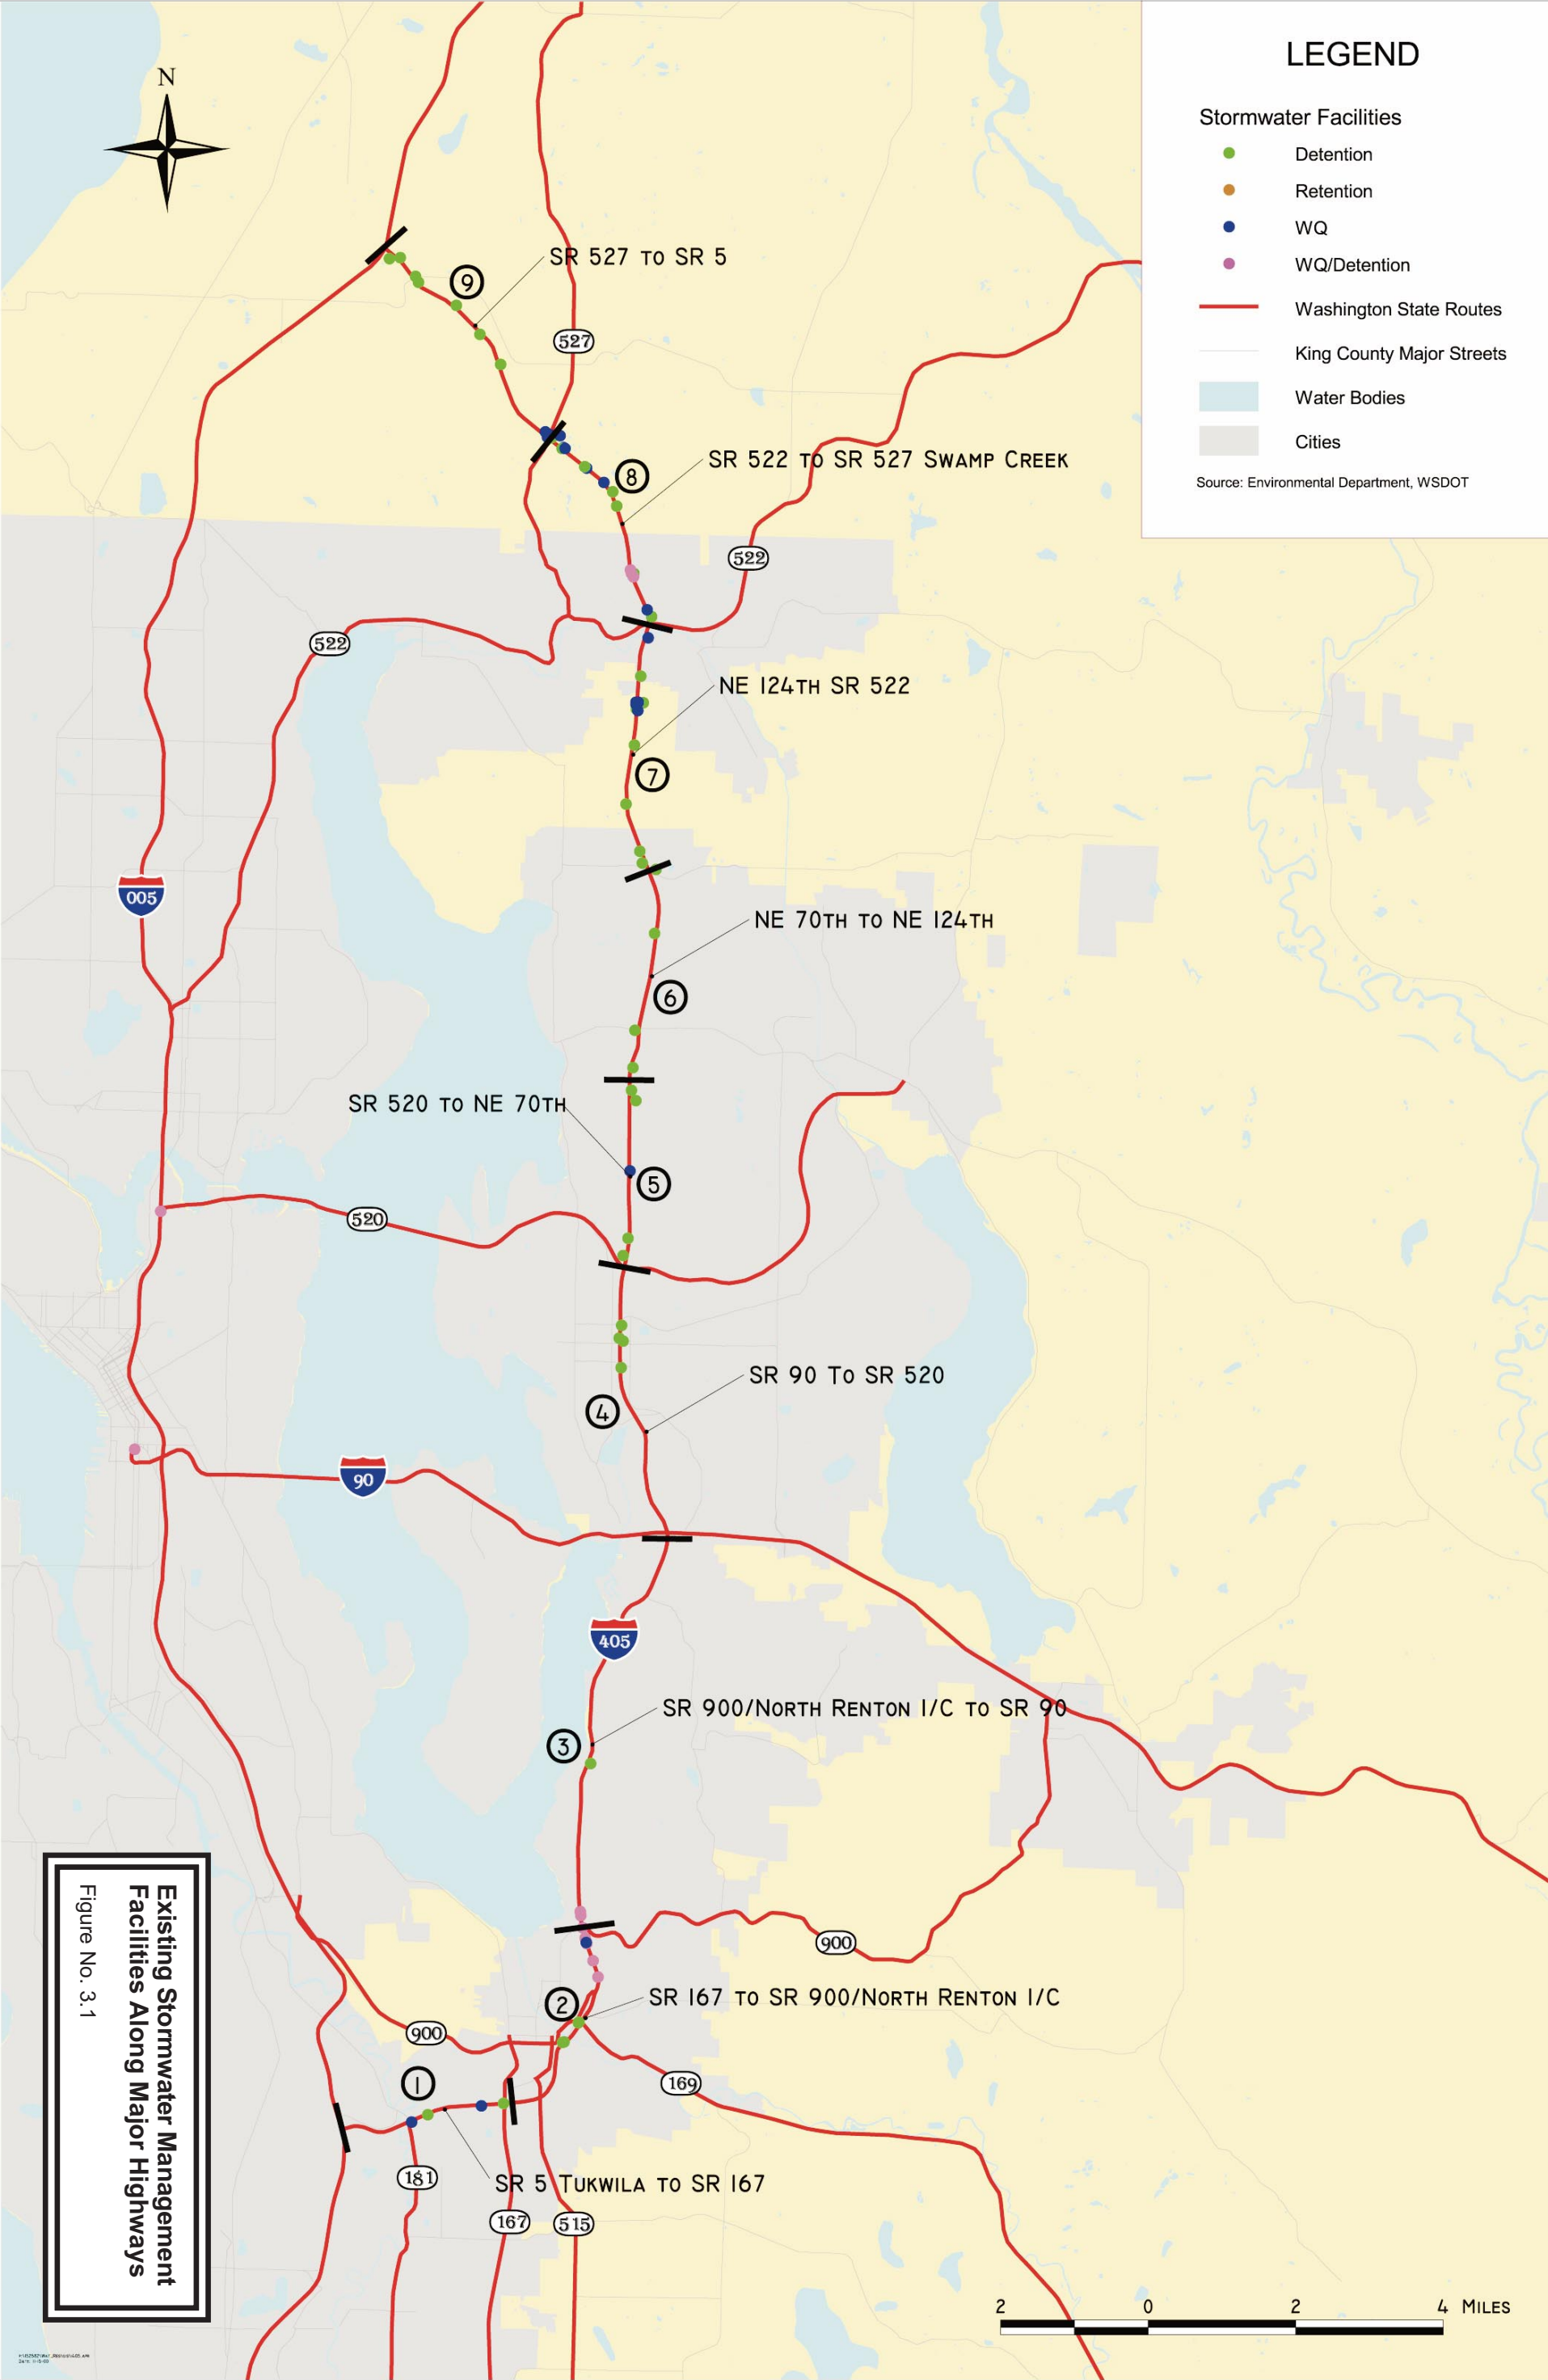 LEGEND
Stormwater Facilities
Detention
Retention
WQ
WQ/Detention
Washington State Routes
King County Major Streets
Water Bodies
Cities
Source: Environmental Department, WSDOT
N
SR 527 TO SR 5
9
527
SR 522 TO SR 527 SWAMP CREEK
8
522
522
NE 124TH SR 522
7
005
NE 70TH TO NE 124TH
6
SR 520 TO NE 70TH
5
520
SR 90 TO SR 520
4
90
405
SR 900/NORTH RENTON I/C TO SR 90
3
900
2
SR 167 TO SR 900/NORTH RENTON I/C
900
1
169
181
SR 5 TUKWILA TO SR 167
167
515
2 0 2 4 MILES
Existing Stormwater Management
Facilities Along Major Highways
Figure No. 3.1